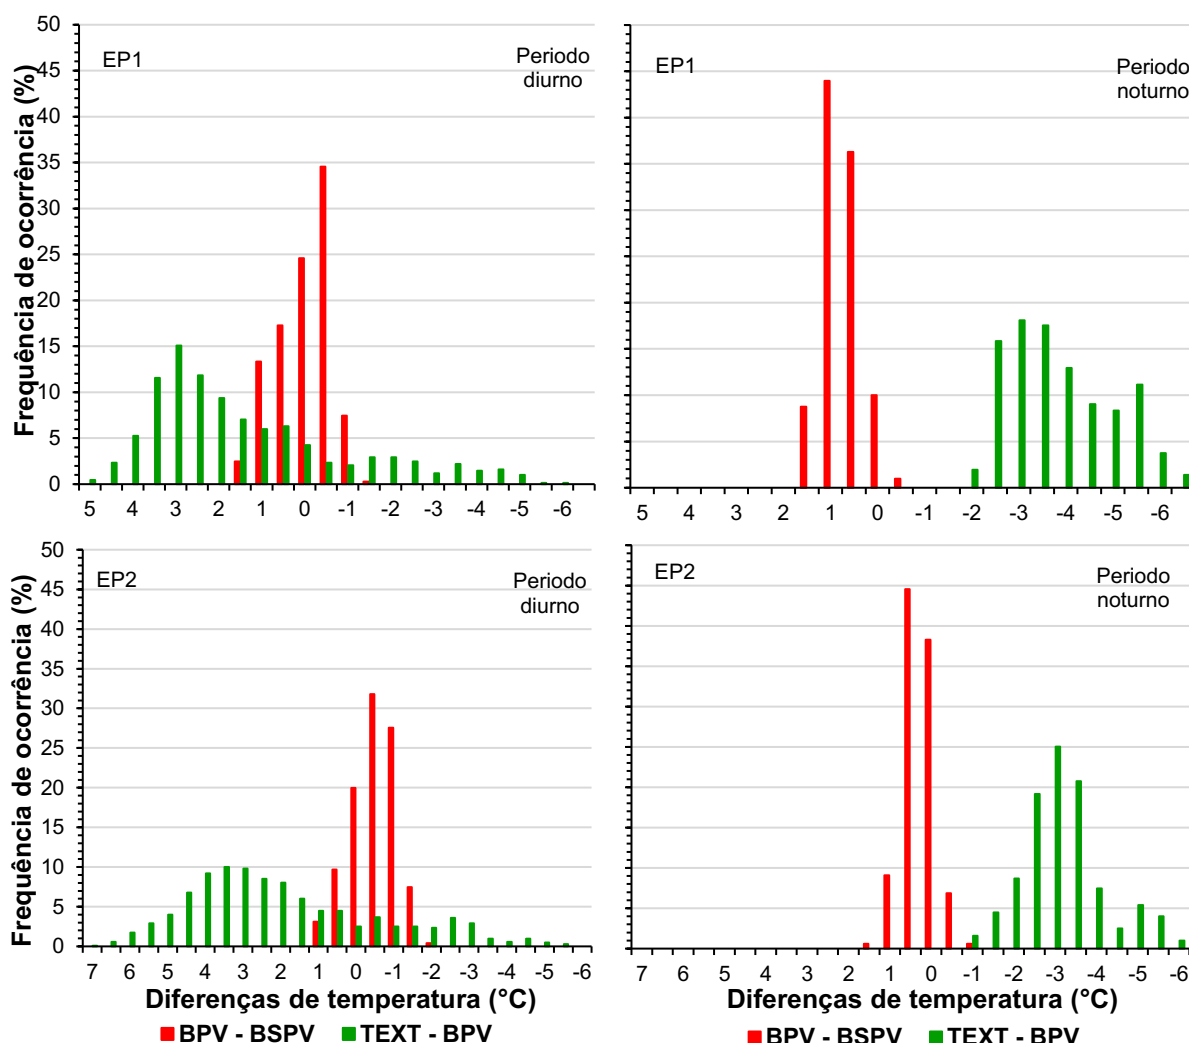 Frequência de ocorrência (%)
50
45
40
35
30
25
20
15
10
5
0
EP1
Periodo
diurno
5 4 3 2 1 0 -1 -2 -3 -4 -5 -6
EP1
Periodo
noturno
5 4 3 2 1 0 -1 -2 -3 -4 -5 -6
Frequência de ocorrência (%)
50
45
40
35
30
25
20
15
10
5
0
EP2
Periodo
diurno
7 6 5 4 3 2 1 0 -1 -2 -3 -4 -5 -6
Diferenças de temperatura (°C)
BPV - BSPV TEXT - BPV
EP2
Periodo
noturno
7 6 5 4 3 2 1 0 -1 -2 -3 -4 -5 -6
Diferenças de temperatura (°C)
BPV - BSPV TEXT - BPV